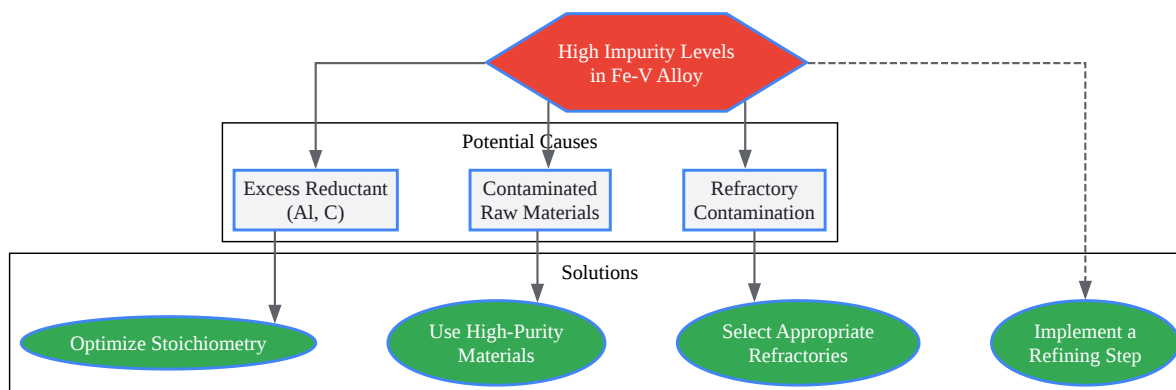 High Impurity Levels
in Fe-V Alloy
Potential Causes
Excess Reductant
(Al, C)
Contaminated
Raw Materials
Refractory
Contamination
Solutions
Optimize Stoichiometry
Use High-Purity
Materials
Select Appropriate
Refractories
Implement a
Refining Step